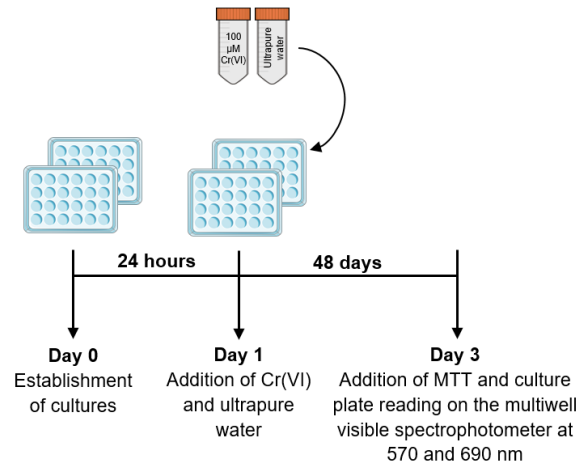 100
µM
Cr(VI)
Ultrapure
water
24 hours
48 days
Day 0
Establishment
of cultures
Day 1
Addition of Cr(VI)
and ultrapure
water
Day 3
Addition of MTT and culture
plate reading on the multiwell
visible spectrophotometer at
570 and 690 nm